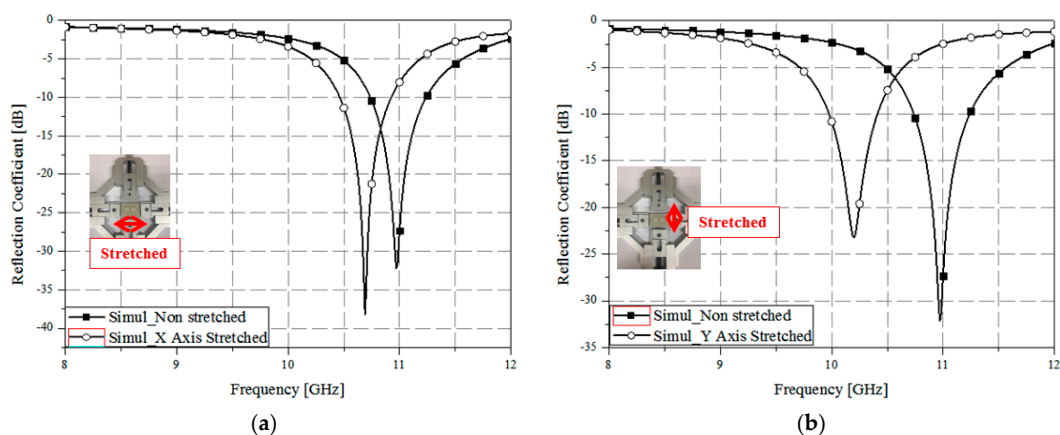 0
-5
-10
-15
-20
-25
-30
-35
-40
Reflection Coefficient [dB]
Stretched
Simul_Non stretched
Simul_X Axis Stretched
8
9
10
11
12
Frequency [GHz]
(a)
0
-5
-10
-15
-20
-25
-30
-35
Reflection Coefficient [dB]
Stretched
Simul_Non stretched
Simul_Y Axis Stretched
8
9
10
11
12
Frequency [GHz]
(b)